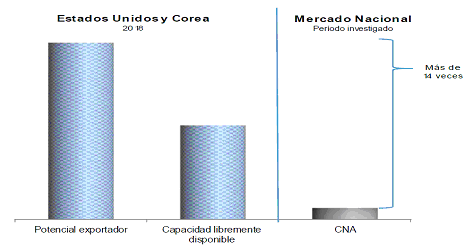 Estados Unidos y Corea
2016
Mercado Nacional
Periodo investigado
Más de
14 veces
Potencial exportador
Capacidad libremente
disponible
CNA